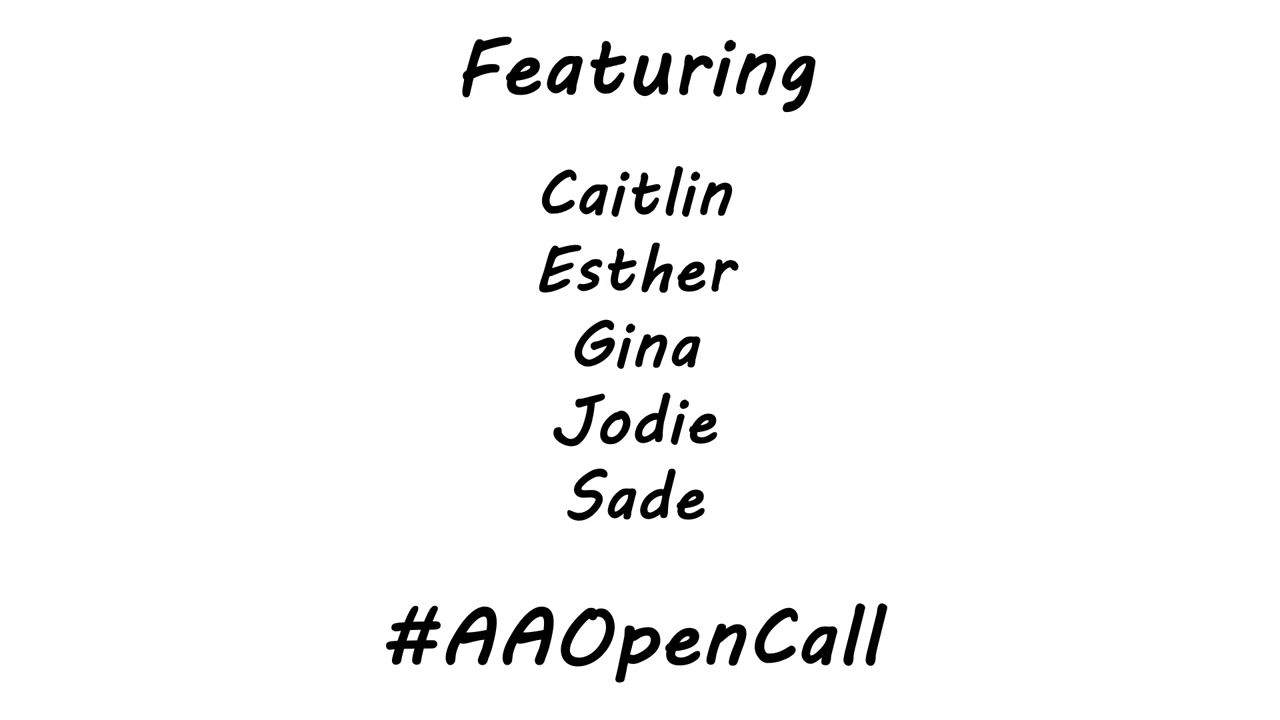 Featuring
Caitlin
Esther
Gina
Jodie
Sade
#AAOpenCall